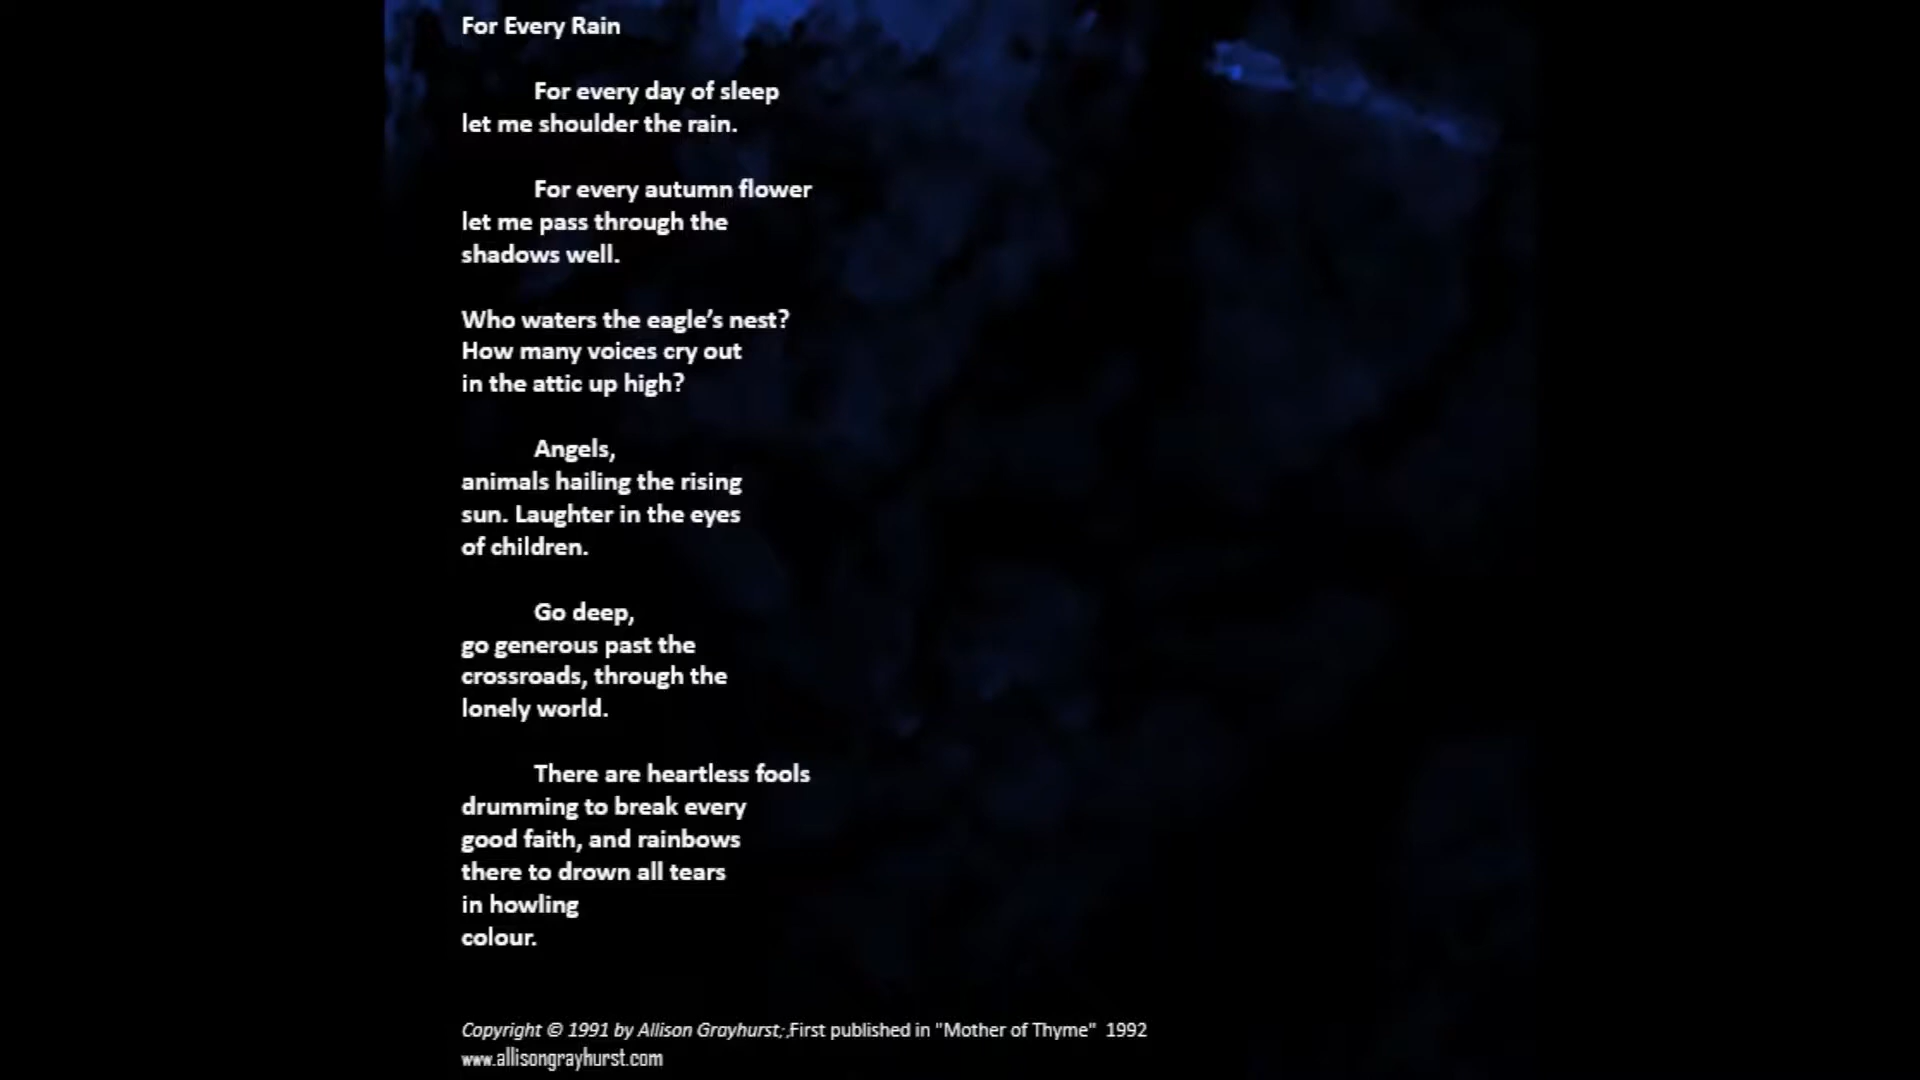 For Every Rain
For every day of sleep
let me shoulder the rain.
For every autumn flower
let me pass through the
shadows well.
Who waters the eagle’s nest?
How many voices cry out
in the attic up high?
Angels,
animals hailing the rising
sun. Laughter in the eyes
of children.
Go deep,
go generous past the
crossroads, through the
lonely world.
There are heartless fools
drumming to break every
good faith, and rainbows
there to drown all tears
in howling
colour.
Copyright © 1991 by Allison Grayhurst;,First published in "Mother of Thyme"  1992
www.allisongrayhurst.com